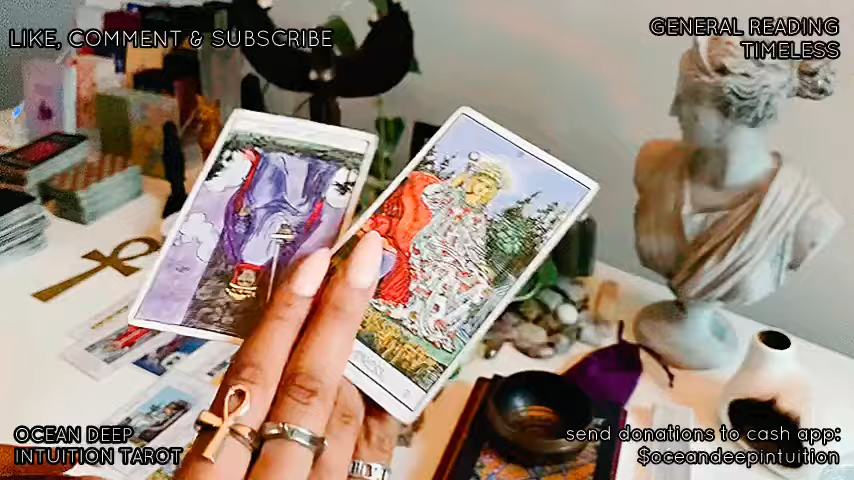 LIKE, COMMENT & SUBSCRIBE
GENERAL READING
TIMELESS
OCEAN DEEP
INTUITION TAROT
send donations to cash app:
$oceandeepintuition